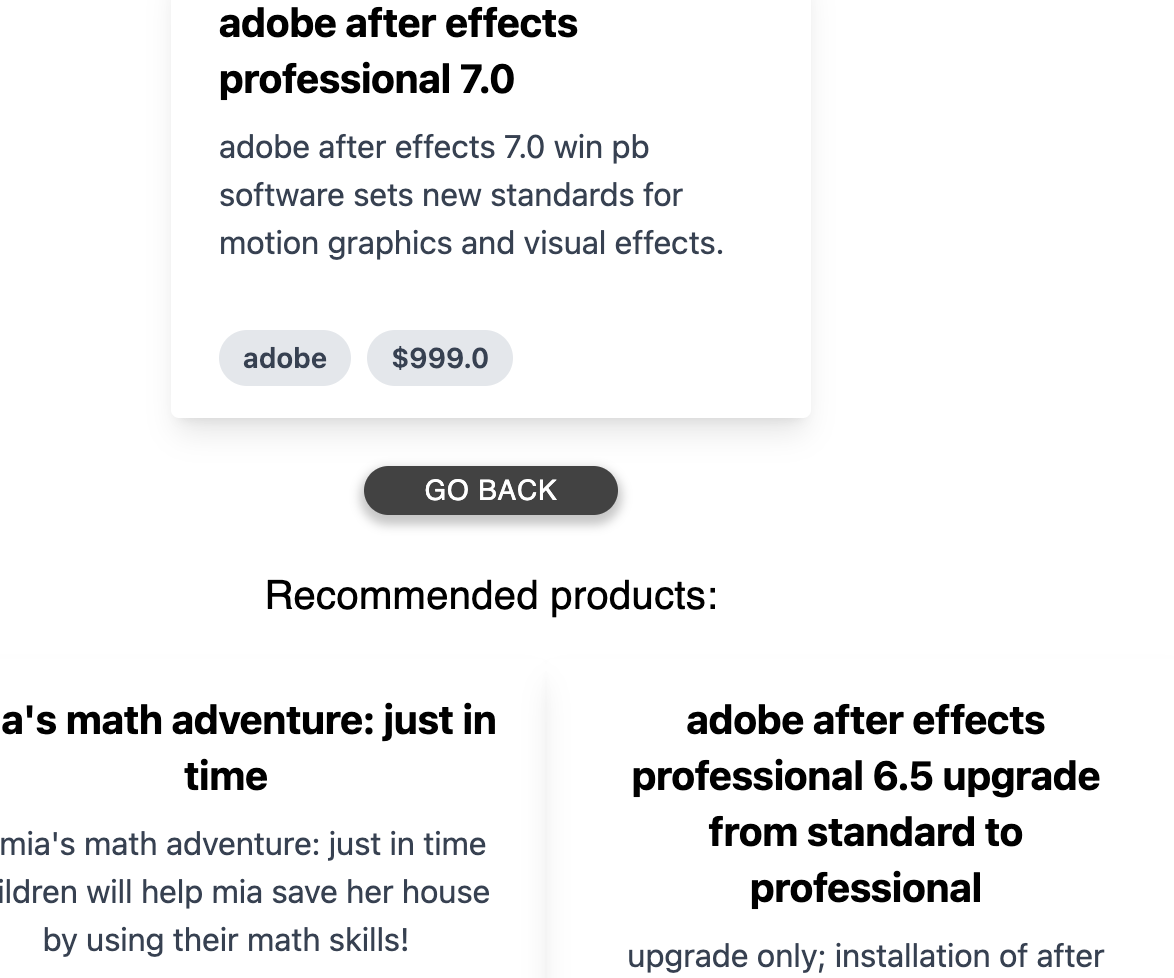 adobe after effects
professional 7.0
adobe after effects 7.0 win pb
software sets new standards for
motion graphics and visual effects.
adobe
$999.0
GO BACK
Recommended products:
a's math adventure: just in
time
mia's math adventure: just in time
ildren will help mia save her house
by using their math skills!
adobe after effects
professional 6.5 upgrade
from standard to
professional
upgrade only; installation of after